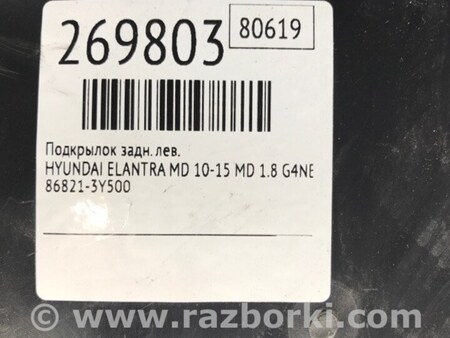 269803
80619
Подкрылок задн. лев.
HYUNDAI ELANTRA MD 10-15 MD 1.8 G4NE
86821-3Y500
www.razborki.com